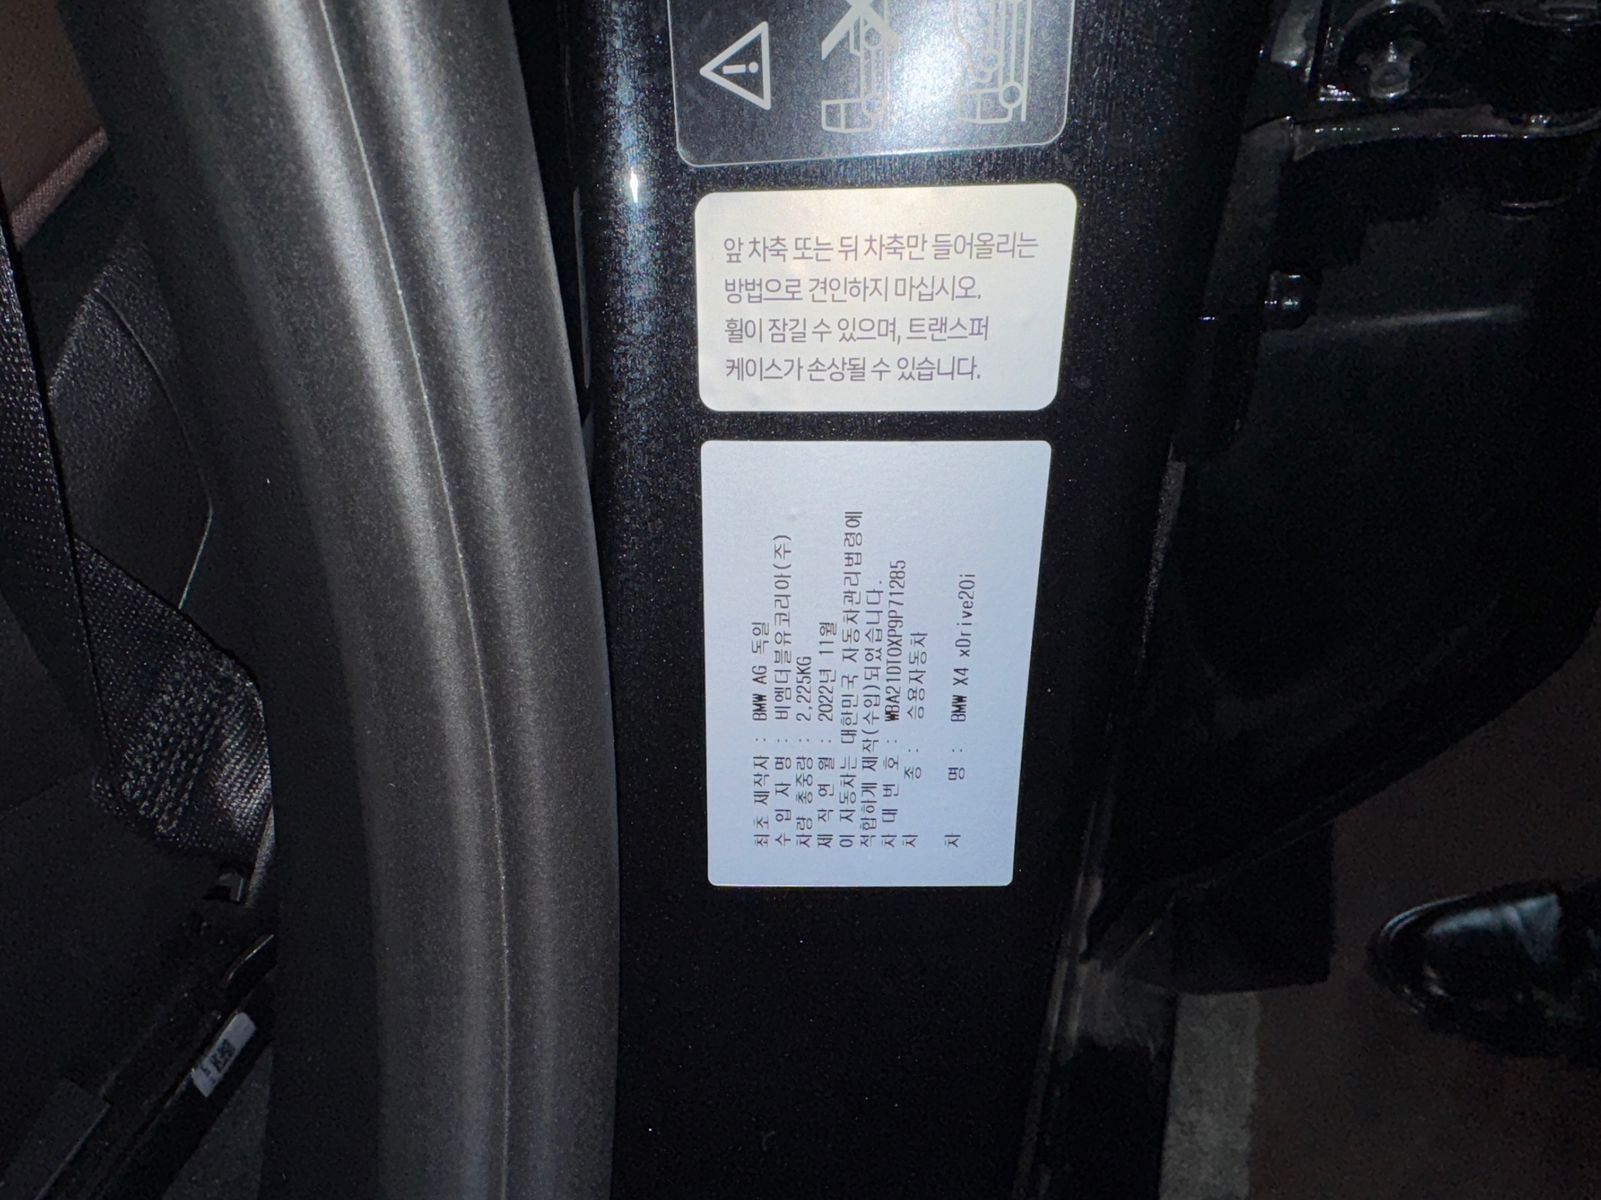 앞 차축 또는 뒤 차축만 들어올리는
방법으로 견인하지 마십시오.
휠이 잠길 수 있으며, 트랜스퍼
케이스가 손상될 수 있습니다.
최초 제작자 : BMW AG 독일
수 입 자 명 : 비엠더블유코리아(주)
차량 총중량 : 2,225KG
제 작 연 월 : 2022년 11월
이 자동차는 대한민국 자동차관리법령에
적합하게 제작(수입)되었습니다.
차 대 번 호 : WBA21DT0XP9P71285
차 종 : 승용자동차
차 명 : BMW X4 xDrive20i